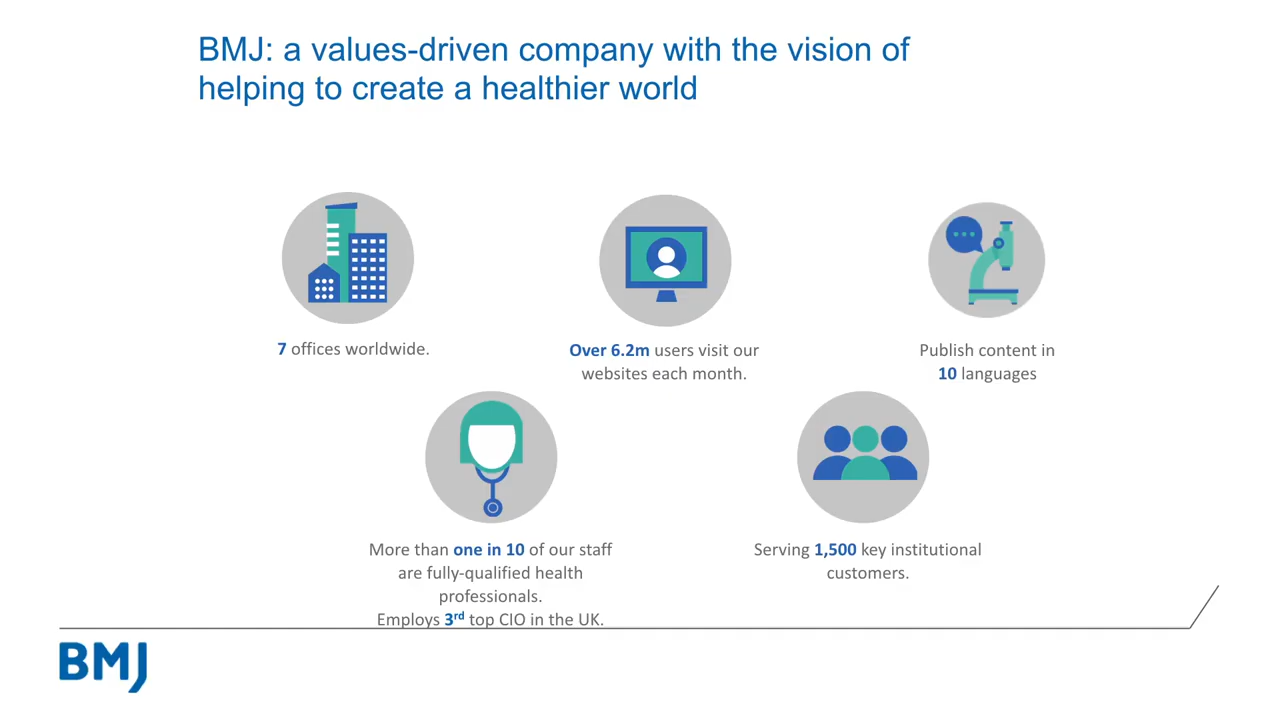 BMJ: a values-driven company with the vision of
helping to create a healthier world
7 offices worldwide.
Over 6.2m users visit our
websites each month.
Publish content in
10 languages
More than one in 10 of our staff
are fully-qualified health
professionals.
Employs 3rd top CIO in the UK.
Serving 1,500 key institutional
customers.
BMJ